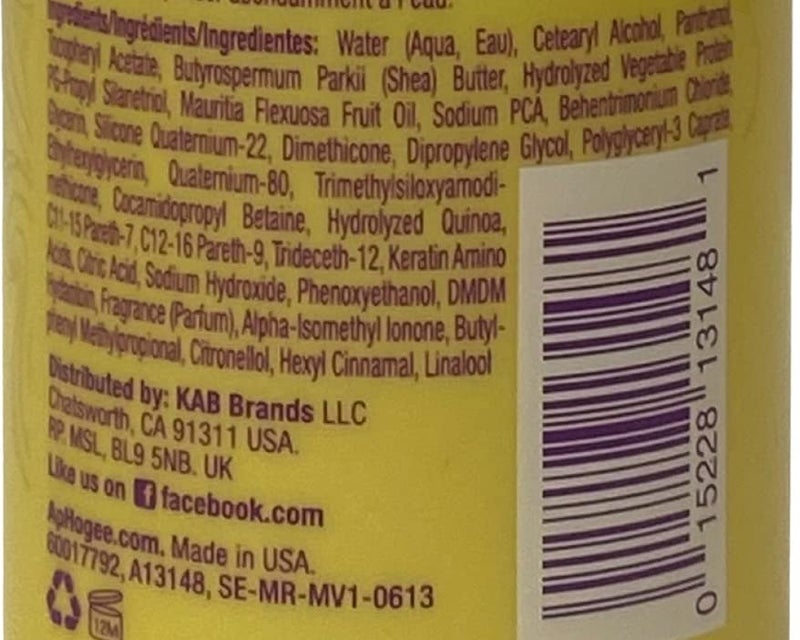 abondamment à l'eau.
Ingredients/Ingrédients/Ingredientes: Water (Aqua, Eau), Cetearyl Alcohol, Panthenol,
Tocopheryl Acetate, Butyrospermum Parkii (Shea) Butter, Hydrolyzed Vegetable Protein
PG-Propyl Silanetriol, Mauritia Flexuosa Fruit Oil, Sodium PCA, Behentrimonium Chloride,
Glycerin, Silicone Quaternium-22, Dimethicone, Dipropylene Glycol, Polyglyceryl-3 Caprate,
Ethylhexylglycerin, Quaternium-80, Trimethylsiloxyamodi-
methicone, Cocamidopropyl Betaine, Hydrolyzed Quinoa,
C11-15 Pareth-7, C12-16 Pareth-9, Trideceth-12, Keratin Amino
Acids, Citric Acid, Sodium Hydroxide, Phenoxyethanol, DMDM
Hydantoin, Fragrance (Parfum), Alpha-Isomethyl Ionone, Butyl-
phenyl Methylpropional, Citronellol, Hexyl Cinnamal, Linalool
Distributed by: KAB Brands LLC
Chatsworth, CA 91311 USA.
RP. MSL, BL9 5NB. UK
Like us on f facebook.com
ApHogee.com. Made in USA.
60017792, A13148, SE-MR-MV1-0613
12M
0 15228 13148 1